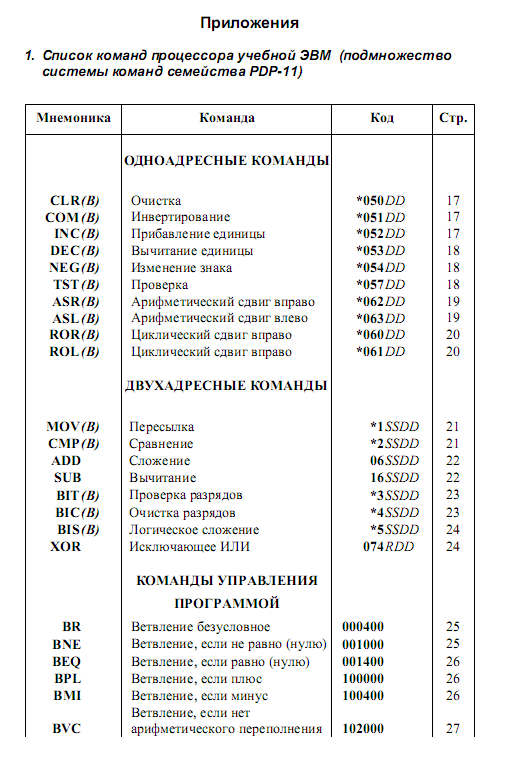 Приложения
1. Список команд процессора учебной ЭВМ (подмножество
системы команд семейства PDP-11)
Мнемоника Команда Код Стр.
ОДНОАДРЕСНЫЕ КОМАНДЫ
CLR(B) Очистка *050DD 17
COM(B) Инвертирование *051DD 17
INC(B) Прибавление единицы *052DD 17
DEC(B) Вычитание единицы *053DD 18
NEG(B) Изменение знака *054DD 18
TST(B) Проверка *057DD 18
ASR(B) Арифметический сдвиг вправо *062DD 19
ASL(B) Арифметический сдвиг влево *063DD 19
ROR(B) Циклический сдвиг вправо *060DD 20
ROL(B) Циклический сдвиг вправо *061DD 20
ДВУХАДРЕСНЫЕ КОМАНДЫ
MOV(B) Пересылка *1SSDD 21
CMP(B) Сравнение *2SSDD 21
ADD Сложение 06SSDD 22
SUB Вычитание 16SSDD 22
BIT(B) Проверка разрядов *3SSDD 23
BIC(B) Очистка разрядов *4SSDD 23
BIS(B) Логическое сложение *5SSDD 24
XOR Исключающее ИЛИ 074RDD 24
КОМАНДЫ УПРАВЛЕНИЯ
ПРОГРАММОЙ
BR Ветвление безусловное 000400 25
BNE Ветвление, если не равно (нулю) 001000 25
BEQ Ветвление, если равно (нулю) 001400 26
BPL Ветвление, если плюс 100000 26
BMI Ветвление, если минус 100400 26
Ветвление, если нет
BVC арифметического переполнения 102000 27